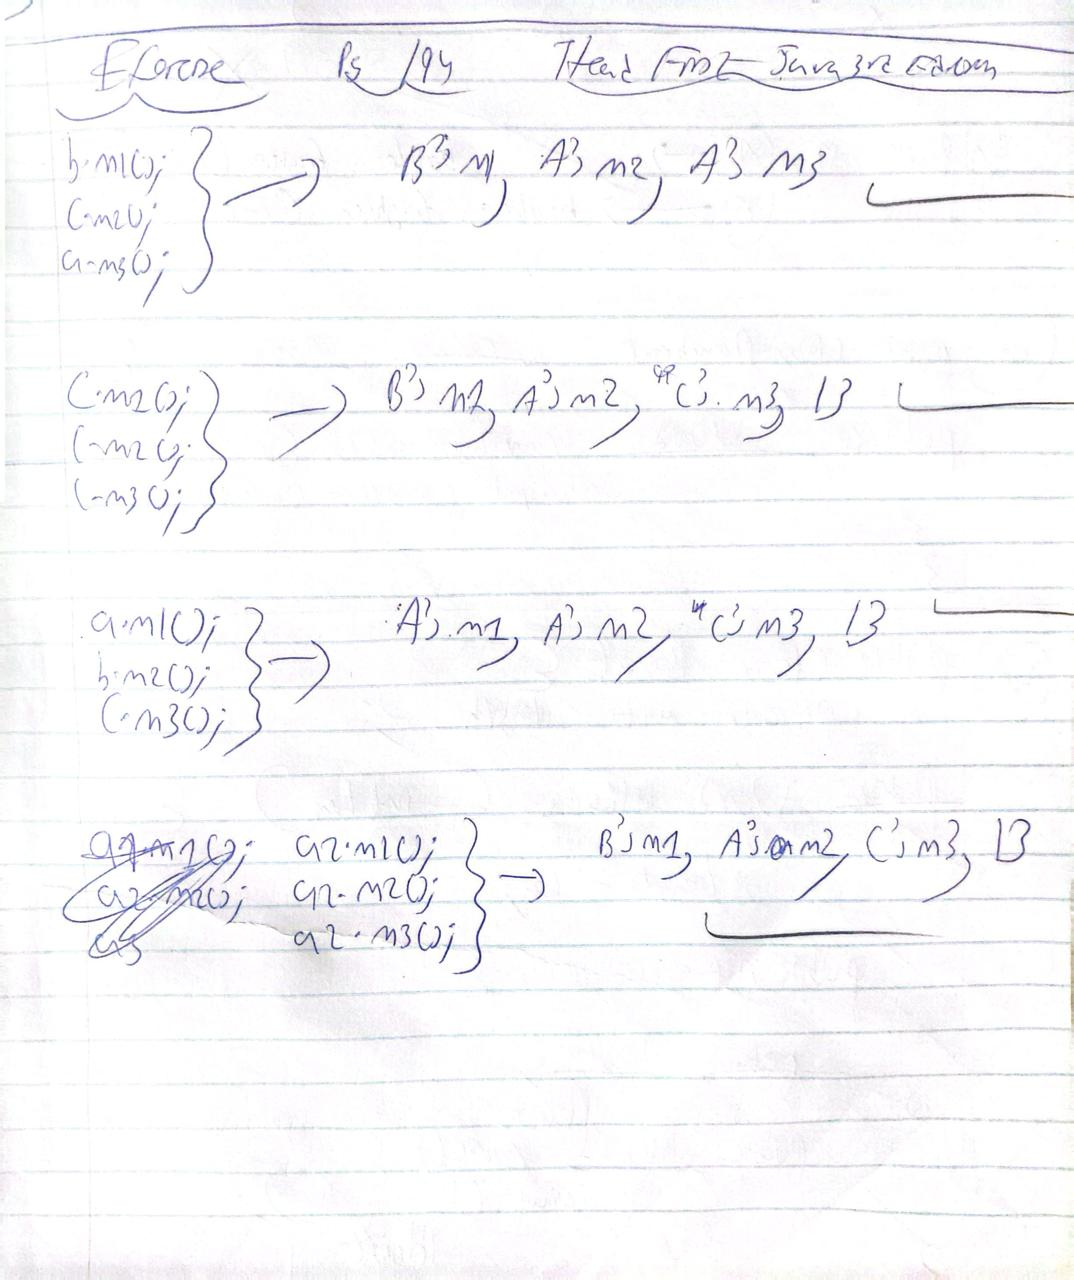 Exercise Pg 194 Head First Java 3rd Edition
b.m1(); B's m1, A's m2, A's m3
c.m2();
a.m3();
c.m1(); B's m1, A's m2, "C's m3, 13
c.m2();
c.m3();
a.m1(); A's m1, A's m2, "C's m3, 13
b.m2();
c.m3();
a2.m1(); B's m1, A's m2, C's m3, 13
a2.m2(); a2.m2();
a2.m3();